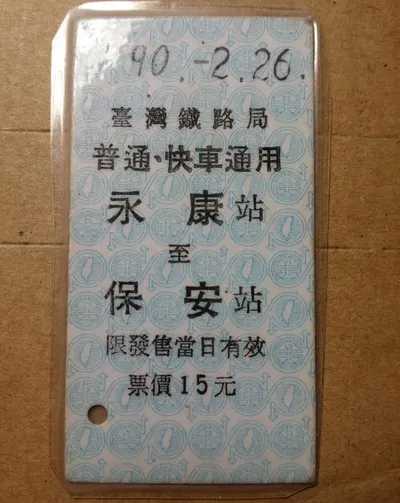 90.-2.26.
臺灣鐵路局
普通、快車通用
永康站
至
保安站
限發售當日有效
票價15元